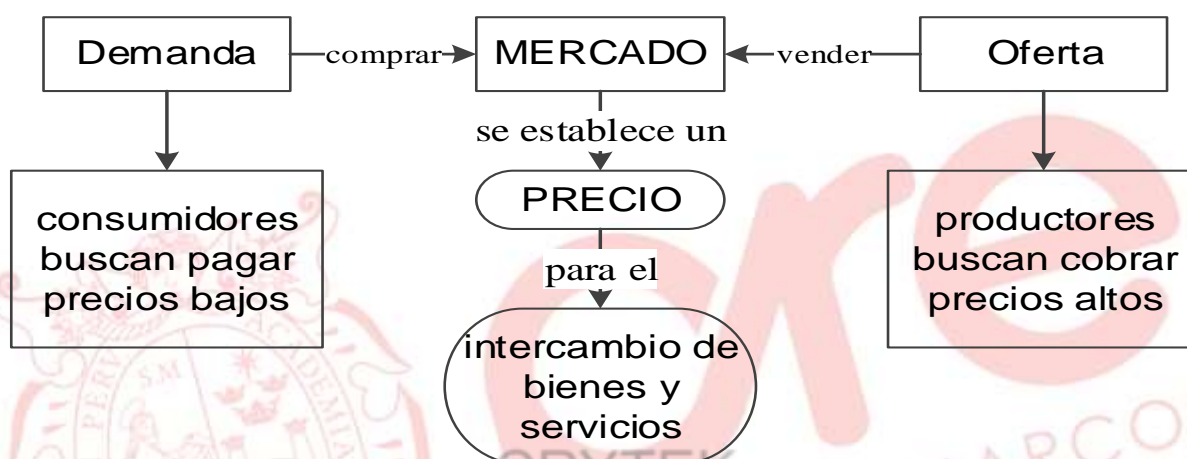 Demanda
comprar
MERCADO
vender
Oferta
se establece un
PRECIO
para el
intercambio de
bienes y
servicios
consumidores
buscan pagar
precios bajos
productores
buscan cobrar
precios altos